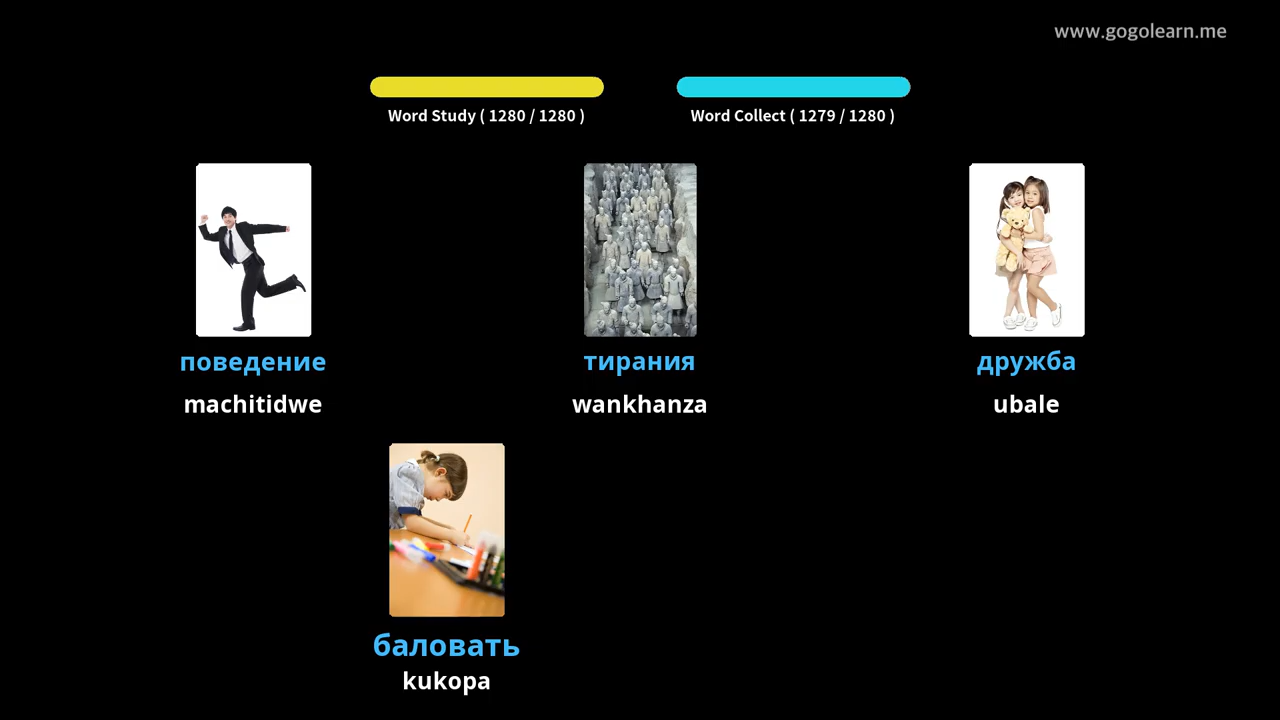 www.gogolearn.me
Word Study ( 1280 / 1280 )
Word Collect ( 1279 / 1280 )
поведение
machitidwe
тирания
wankhanza
дружба
ubale
баловать
kukopa